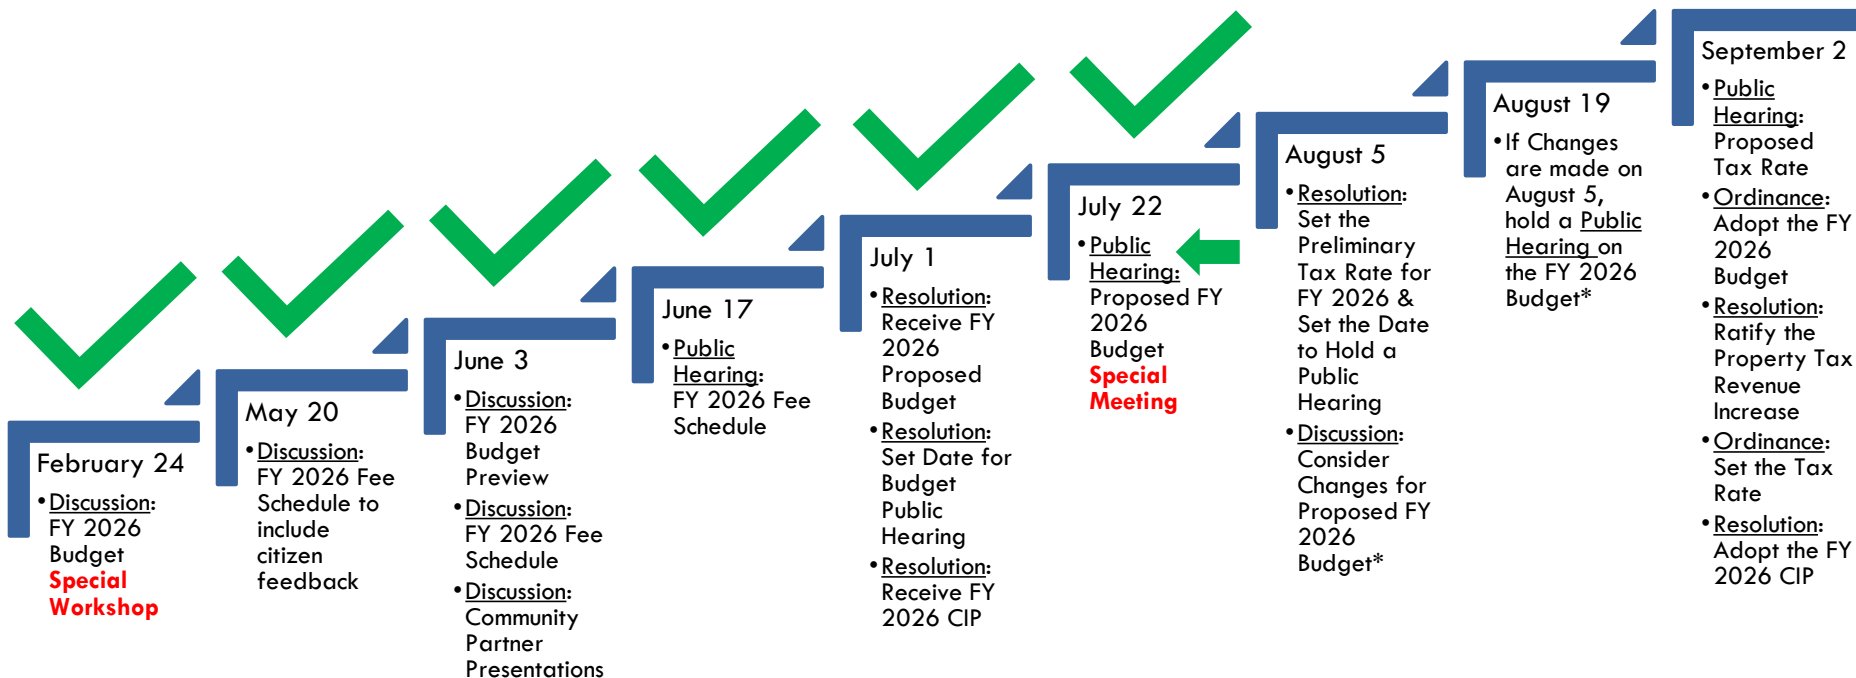 February 24
•Discussion:
FY 2026
Budget
Special
Workshop
May 20
•Discussion:
FY 2026 Fee
Schedule to
include
citizen
feedback
June 3
•Discussion:
FY 2026
Budget
Preview
•Discussion:
FY 2026 Fee
Schedule
•Discussion:
Community
Partner
Presentations
June 17
•Public
Hearing:
FY 2026 Fee
Schedule
July 1
•Resolution:
Receive FY
2026
Proposed
Budget
•Resolution:
Set Date for
Budget
Public
Hearing
•Resolution:
Receive FY
2026 CIP
July 22
•Public
Hearing:
Proposed FY
2026
Budget
Special
Meeting
August 5
•Resolution:
Set the
Preliminary
Tax Rate for
FY 2026 &
Set the Date
to Hold a
Public
Hearing
•Discussion:
Consider
Changes for
Proposed FY
2026
Budget*
August 19
•If Changes
are made on
August 5,
hold a Public
Hearing on
the FY 2026
Budget*
September 2
•Public
Hearing:
Proposed
Tax Rate
•Ordinance:
Adopt the FY
2026
Budget
•Resolution:
Ratify the
Property Tax
Revenue
Increase
•Ordinance:
Set the Tax
Rate
•Resolution:
Adopt the FY
2026 CIP